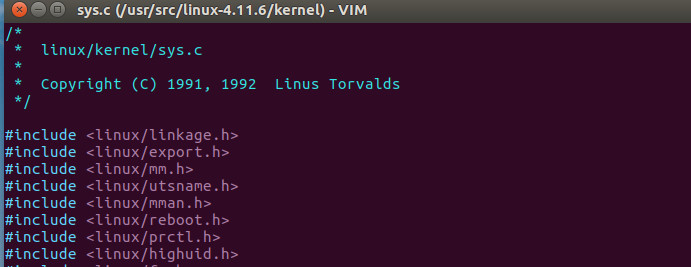 sys.c (/usr/src/linux-4.11.6/kernel) - VIM
/*
 *  linux/kernel/sys.c
 *
 *  Copyright (C) 1991, 1992  Linus Torvalds
 */
#include <linux/linkage.h>
#include <linux/export.h>
#include <linux/mm.h>
#include <linux/utsname.h>
#include <linux/mman.h>
#include <linux/reboot.h>
#include <linux/prctl.h>
#include <linux/highuid.h>